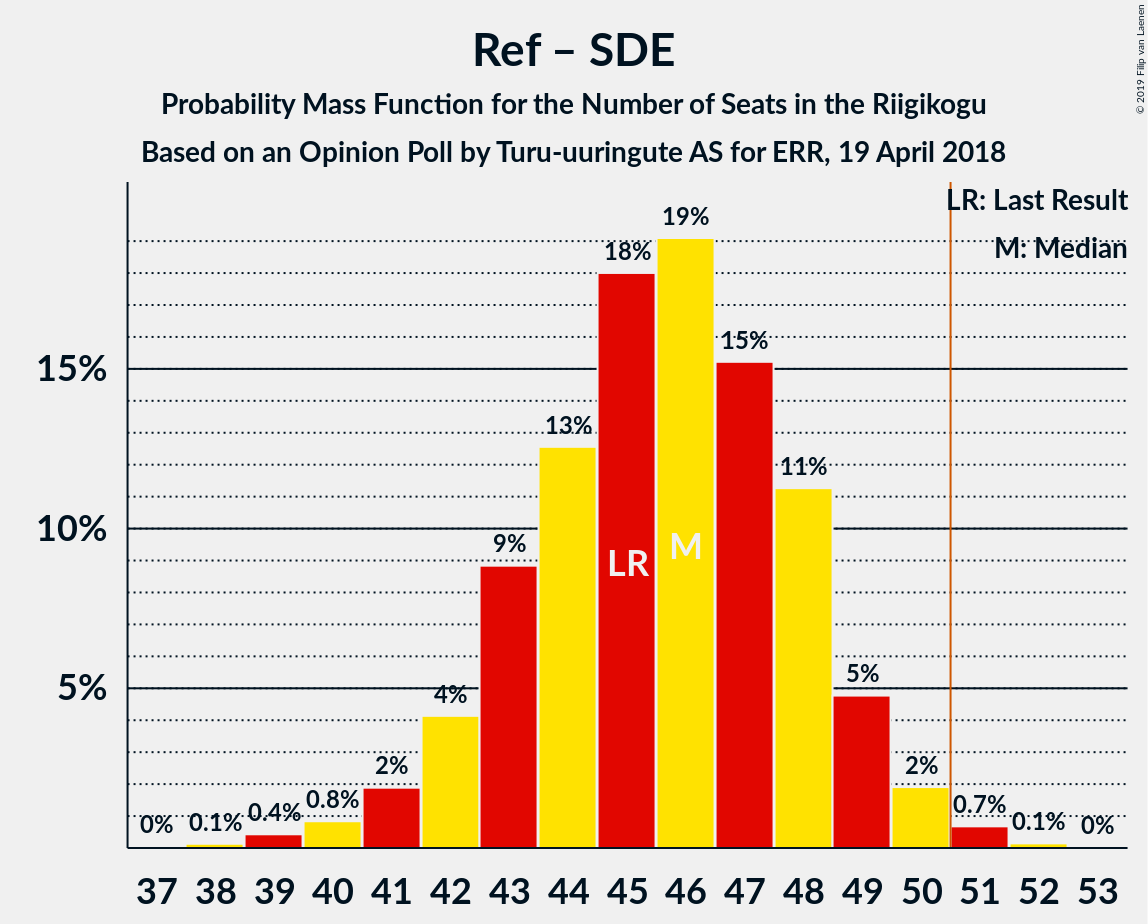 Ref – SDE
Probability Mass Function for the Number of Seats in the Riigikogu
Based on an Opinion Poll by Turu-uuringute AS for ERR, 19 April 2018
© 2019 Filip van Laenen
LR: Last Result
M: Median
15%
10%
5%
0%
0.1%
0.4%
0.8%
2%
4%
9%
13%
18%
19%
15%
11%
5%
2%
0.7%
0.1%
0%
LR
M
37 38 39 40 41 42 43 44 45 46 47 48 49 50 51 52 53